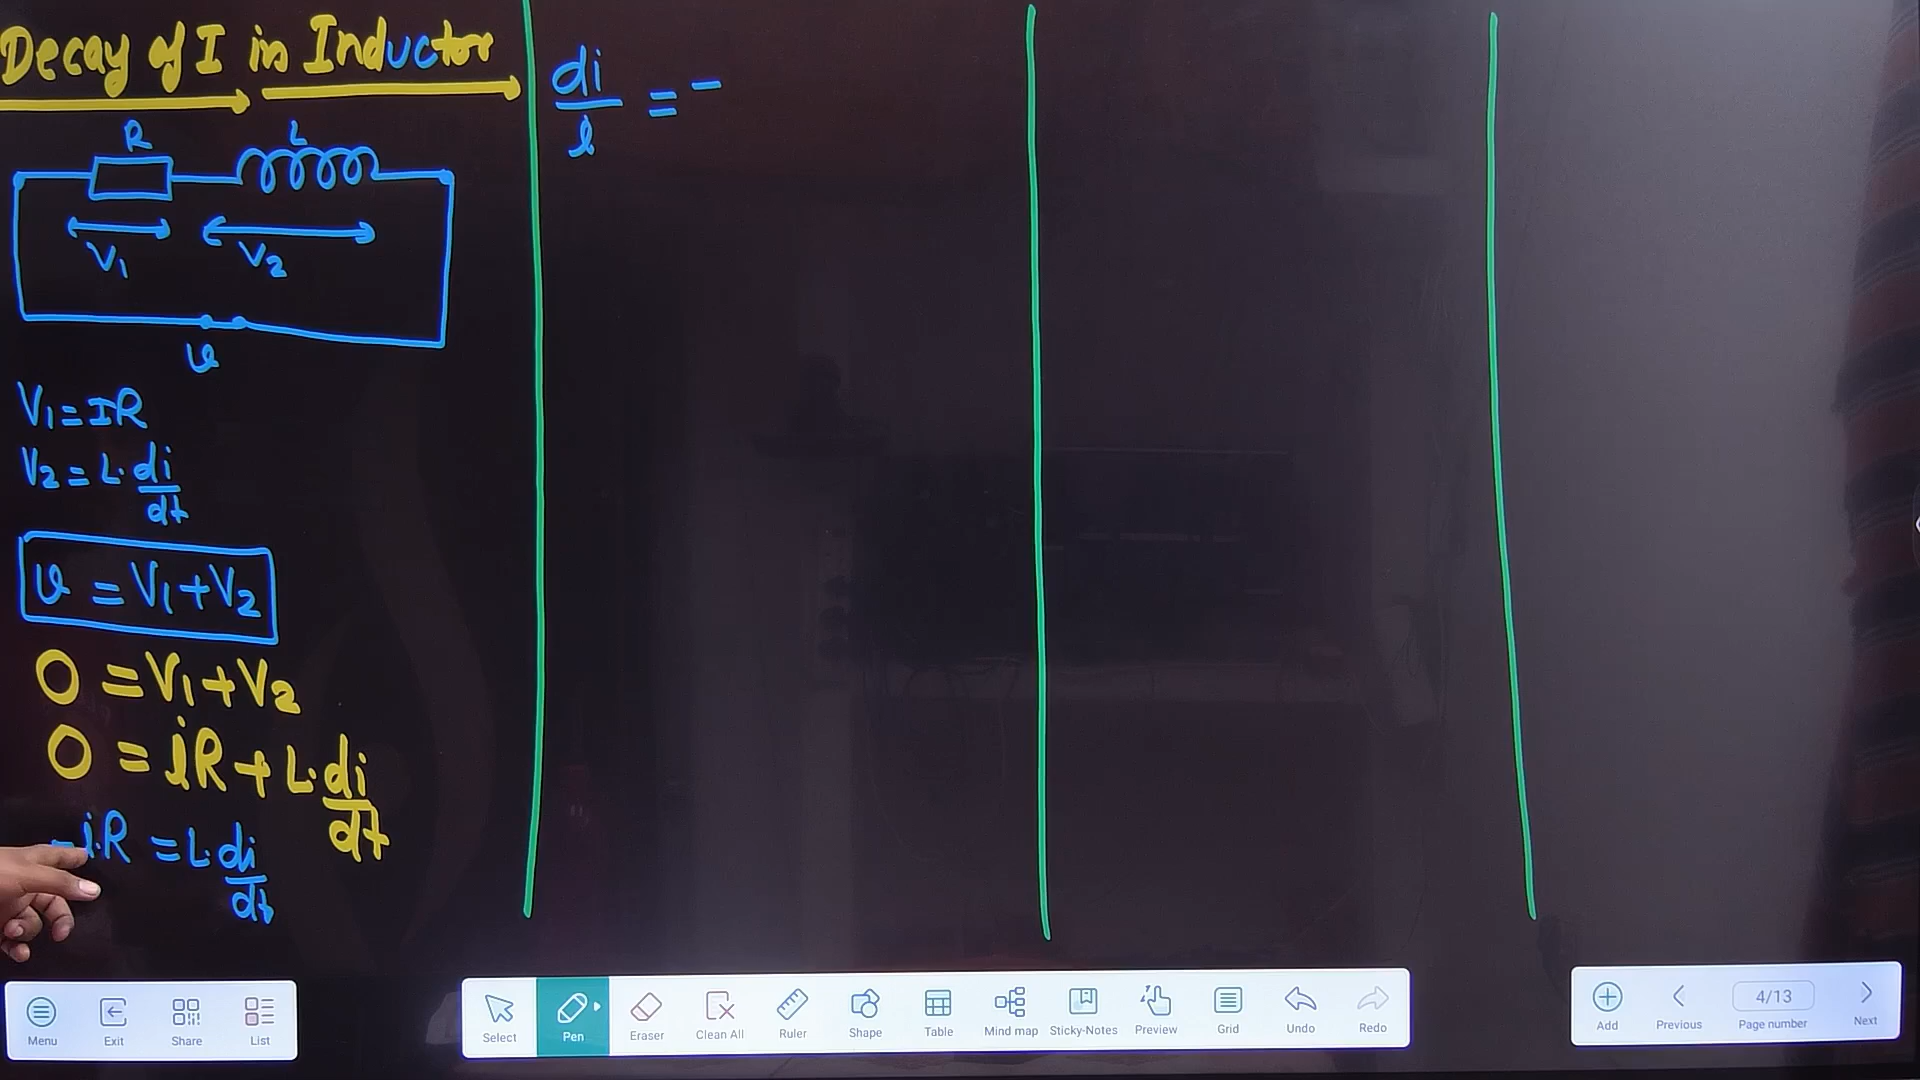 Decay of I in Inductor
R L
V1 V2
v
V1 = IR
V2 = L. di/dt
v = V1 + V2
0 = V1 + V2
0 = iR + L. di/dt
-i.R = L. di/dt
di/i = -
Menu Exit Share List
Select Pen Eraser Clean All Ruler Shape Table Mind map Sticky-Notes Preview Grid Undo Redo
Add Previous 4/13 Page number Next